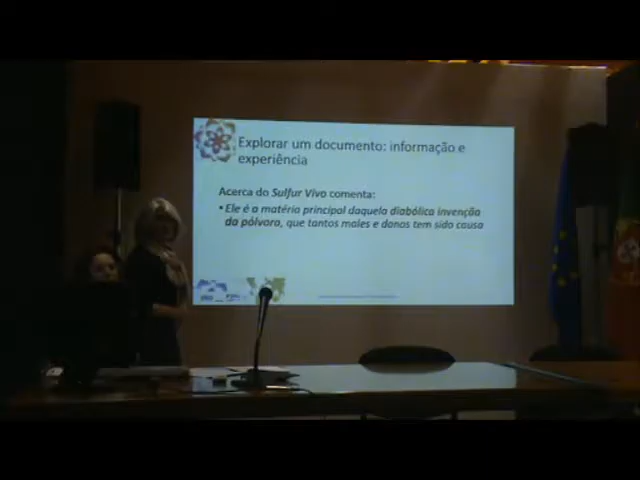 Explorar um documento: informação e
experiência
Acerca do Sulfur Vivo comenta:
• Ele é a matéria principal daquela diabólica invenção
da pólvora, que tantos males e danos tem sido causa